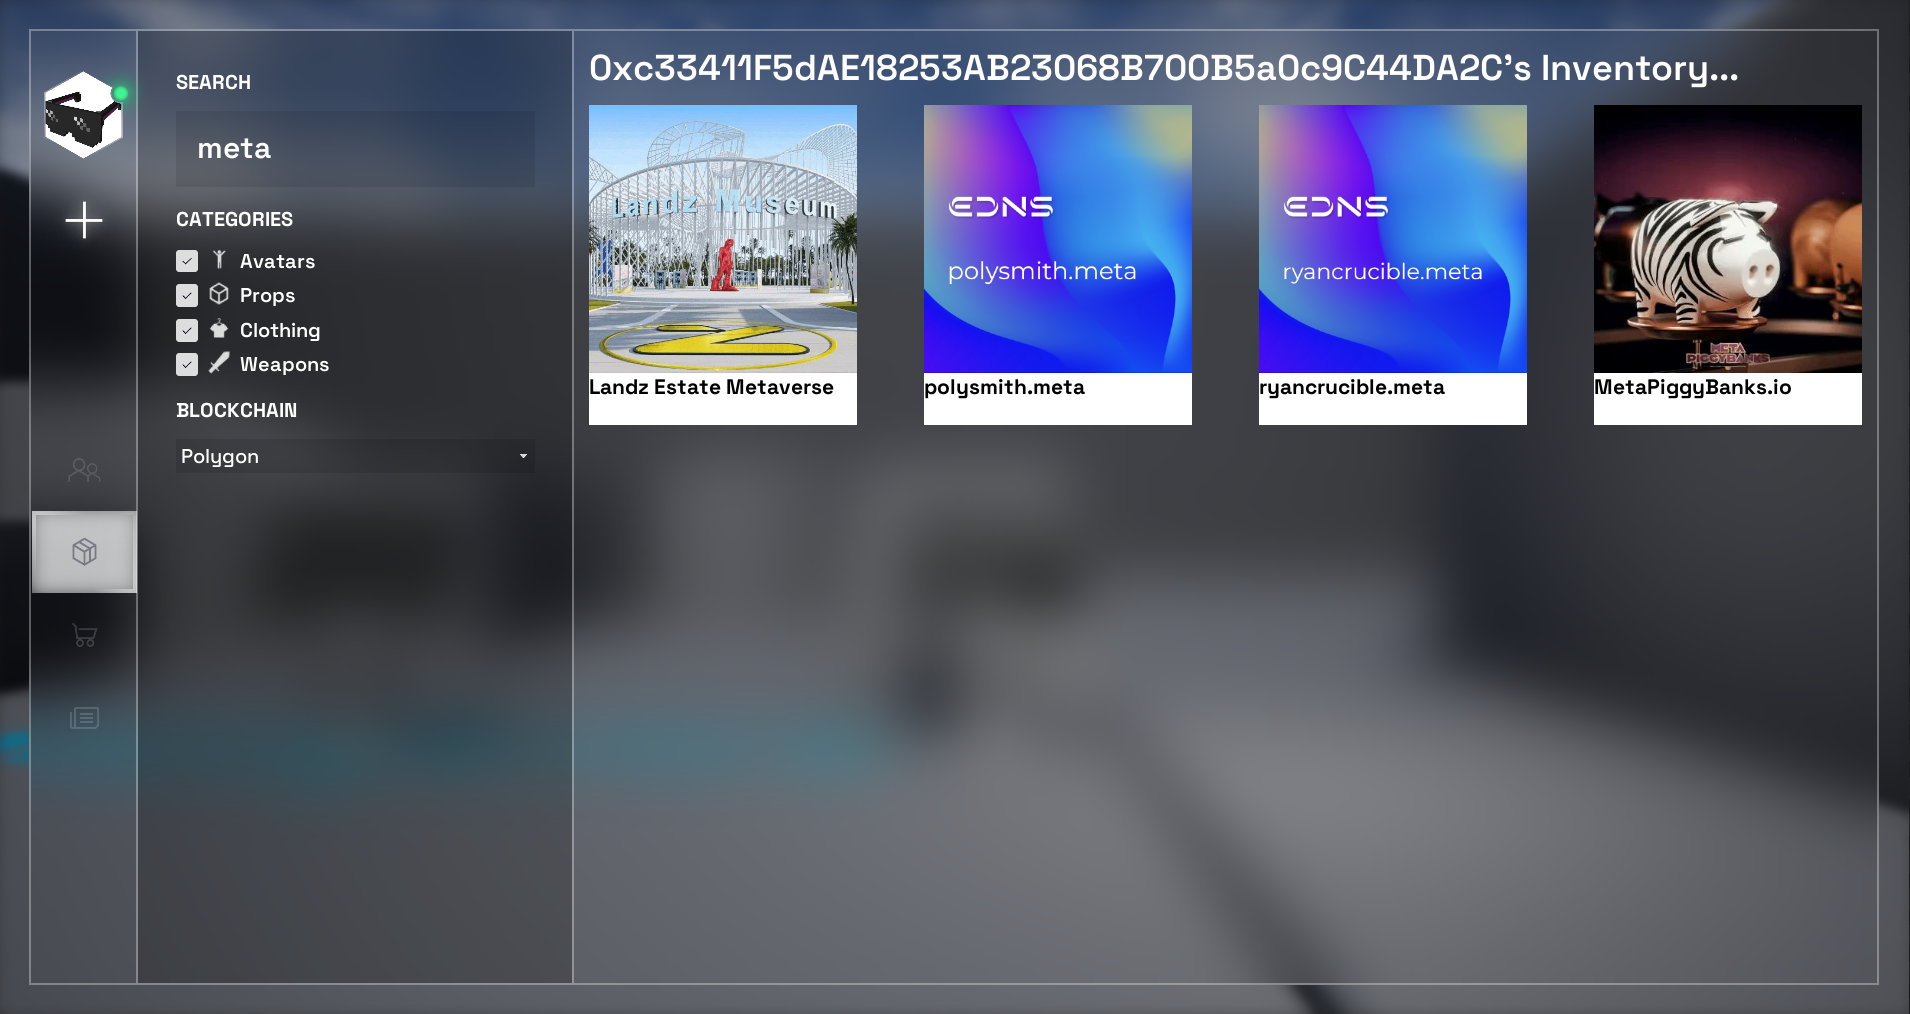 SEARCH
meta
CATEGORIES
Avatars
Props
Clothing
Weapons
BLOCKCHAIN
Polygon
0xc33411F5dAE18253AB23068B700B5a0c9C44DA2C's Inventory...
Landz Museum
Landz Estate Metaverse
EDNS
polysmith.meta
polysmith.meta
EDNS
ryancrucible.meta
ryancrucible.meta
META
PIGGYBANKS
MetaPiggyBanks.io